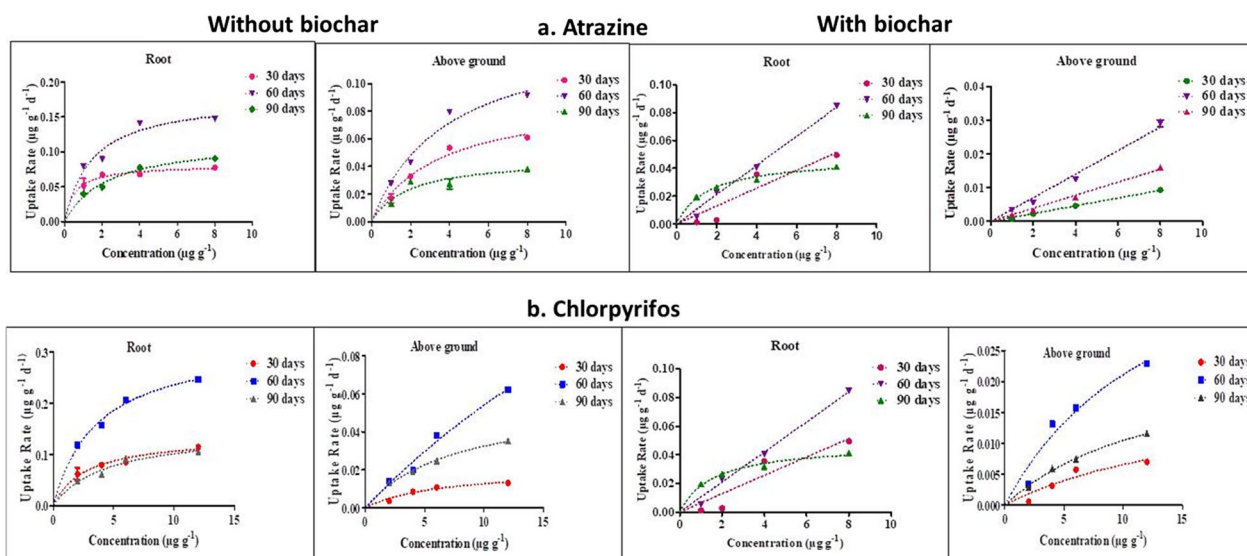 Without biochar
a. Atrazine
With biochar
Root
30 days
60 days
90 days
Uptake Rate (µg g⁻¹ d⁻¹)
0.20
0.15
0.10
0.05
0.00
0 2 4 6 8 10
Concentration (µg g⁻¹)
Above ground
30 days
60 days
90 days
Uptake Rate (µg g⁻¹ d⁻¹)
0.10
0.08
0.06
0.04
0.02
0.00
0 2 4 6 8 10
Concentration (µg g⁻¹)
Root
30 days
60 days
90 days
Uptake Rate (µg g⁻¹ d⁻¹)
0.10
0.08
0.06
0.04
0.02
0.00
0 2 4 6 8 10
Concentration (µg g⁻¹)
Above ground
30 days
60 days
90 days
Uptake Rate (µg g⁻¹ d⁻¹)
0.04
0.03
0.02
0.01
0.00
0 2 4 6 8 10
Concentration (µg g⁻¹)
b. Chlorpyrifos
Root
30 days
60 days
90 days
Uptake Rate (µg g⁻¹ d⁻¹)
0.3
0.2
0.1
0.0
0 5 10 15
Concentration (µg g⁻¹)
Above ground
30 days
60 days
90 days
Uptake Rate (µg g⁻¹ d⁻¹)
0.08
0.06
0.04
0.02
0.00
0 5 10 15
Concentration (µg g⁻¹)
Root
30 days
60 days
90 days
Uptake Rate (µg g⁻¹ d⁻¹)
0.10
0.08
0.06
0.04
0.02
0.00
0 2 4 6 8 10
Concentration (µg g⁻¹)
Above ground
30 days
60 days
90 days
Uptake Rate (µg g⁻¹ d⁻¹)
0.025
0.020
0.015
0.010
0.005
0.000
0 5 10 15
Concentration (µg g⁻¹)